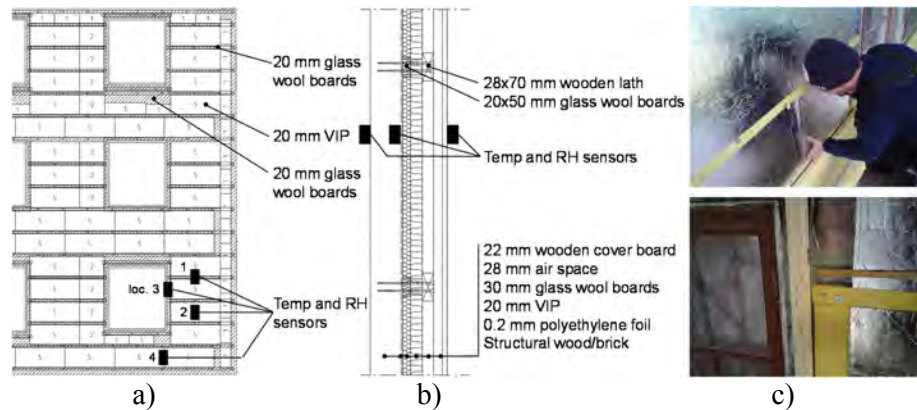 20 mm glass
wool boards
20 mm VIP
20 mm glass
wool boards
1
loc. 3
2
4
Temp and RH
sensors
a)
28x70 mm wooden lath
20x50 mm glass wool boards
Temp and RH sensors
22 mm wooden cover board
28 mm air space
30 mm glass wool boards
20 mm VIP
0.2 mm polyethylene foil
Structural wood/brick
b)
c)